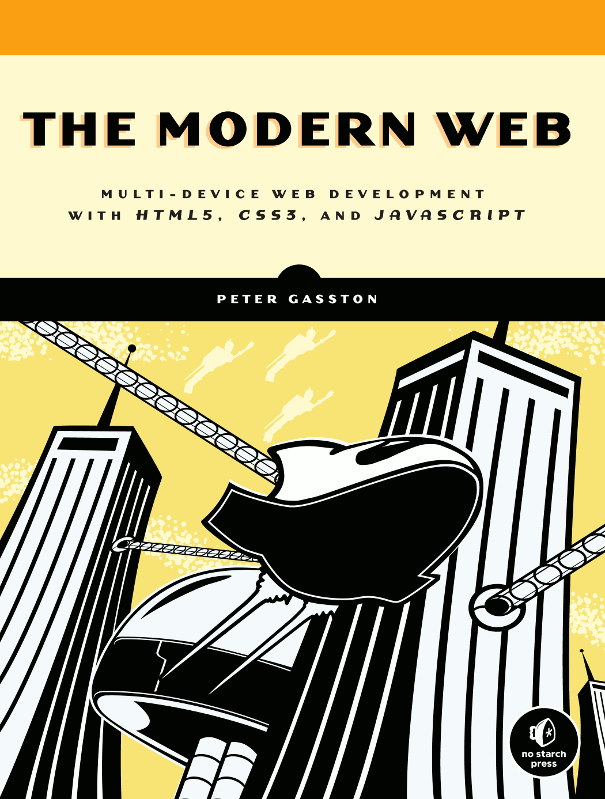 THE MODERN WEB
MULTI-DEVICE WEB DEVELOPMENT
WITH HTML5, CSS3, AND JAVASCRIPT
PETER GASSTON
no starch
press